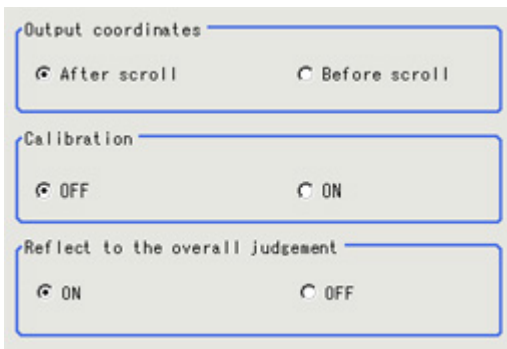 Output coordinates
After scroll Before scroll
Calibration
OFF ON
Reflect to the overall judgement
ON OFF